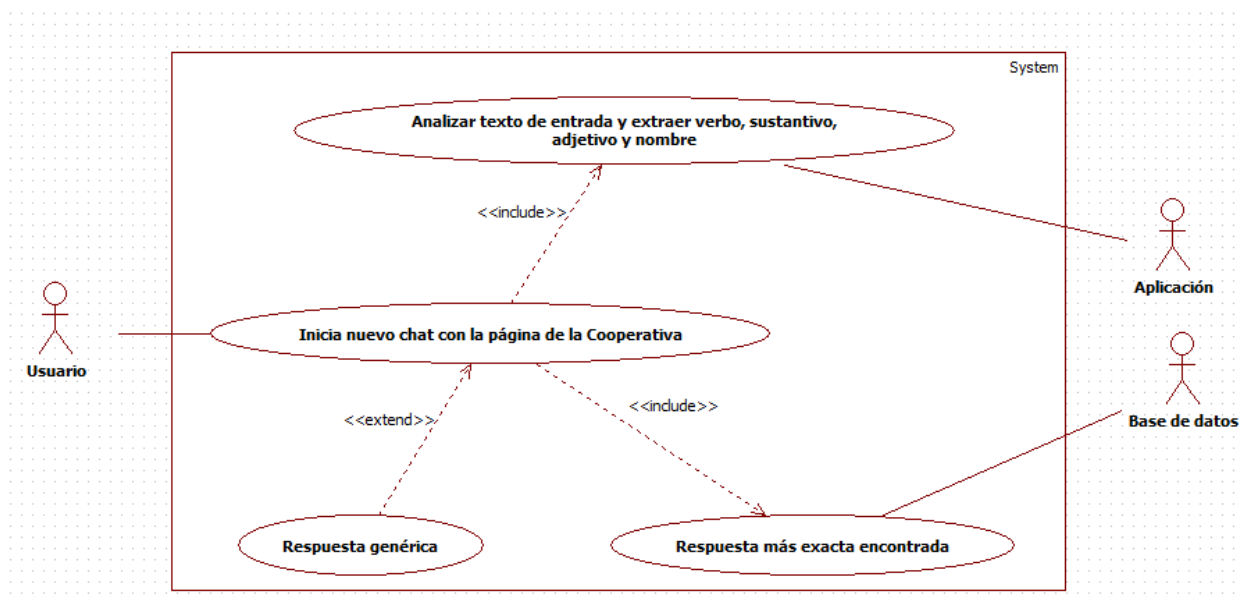 System
Analizar texto de entrada y extraer verbo, sustantivo,
adjetivo y nombre
<<include>>
Aplicación
Inicia nuevo chat con la página de la Cooperativa
Usuario
<<include>>
<<extend>>
Base de datos
Respuesta genérica
Respuesta más exacta encontrada